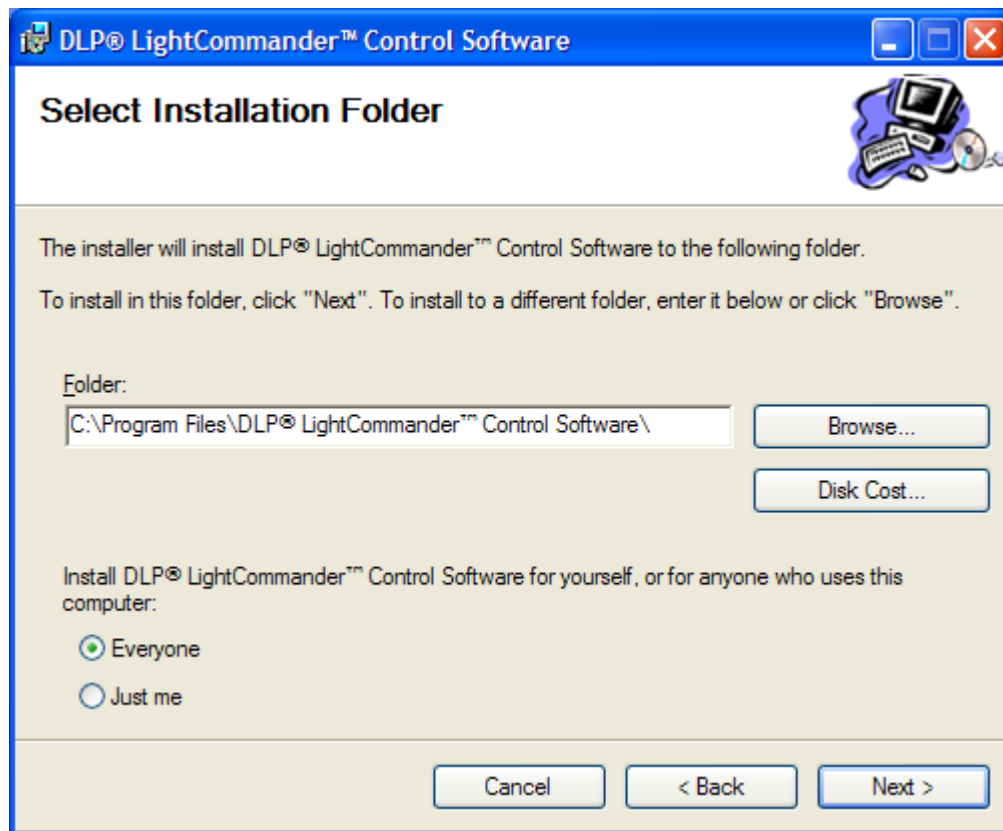 DLP® LightCommander™ Control Software
Select Installation Folder
The installer will install DLP® LightCommander™ Control Software to the following folder.
To install in this folder, click "Next". To install to a different folder, enter it below or click "Browse".
Folder:
C:\Program Files\DLP® LightCommander™ Control Software\
Browse...
Disk Cost...
Install DLP® LightCommander™ Control Software for yourself, or for anyone who uses this
computer:
Everyone
Just me
Cancel
< Back
Next >